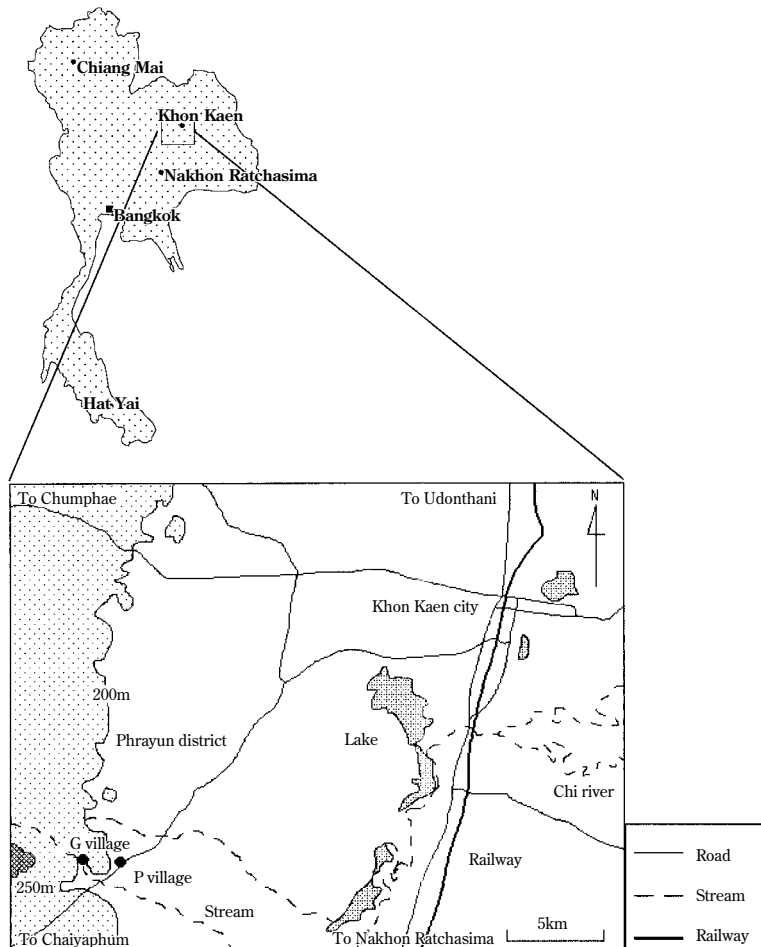 Chiang Mai
Khon Kaen
Nakhon Ratchasima
Bangkok
Hat Yai
To Chumphae
To Udonthani
N
Khon Kaen city
200m
Phrayun district
Lake
Chi river
G village
P village
Railway
250m
Stream
To Chaiyaphum
To Nakhon Ratchasima
5km
Road
Stream
Railway